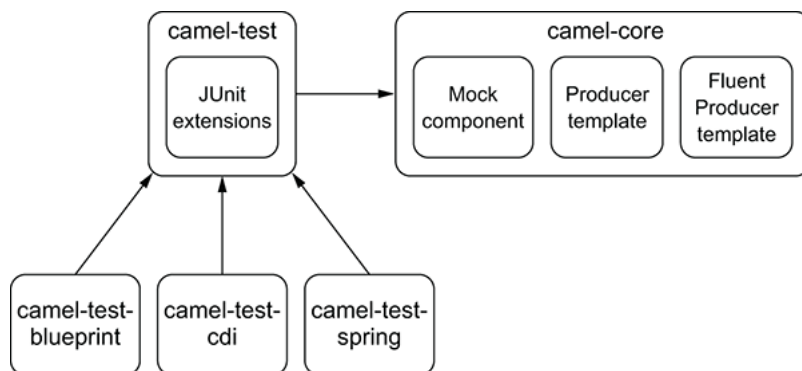 camel-test
JUnit
extensions
camel-core
Mock
component
Producer
template
Fluent
Producer
template
camel-test-
blueprint
camel-test-
cdi
camel-test-
spring